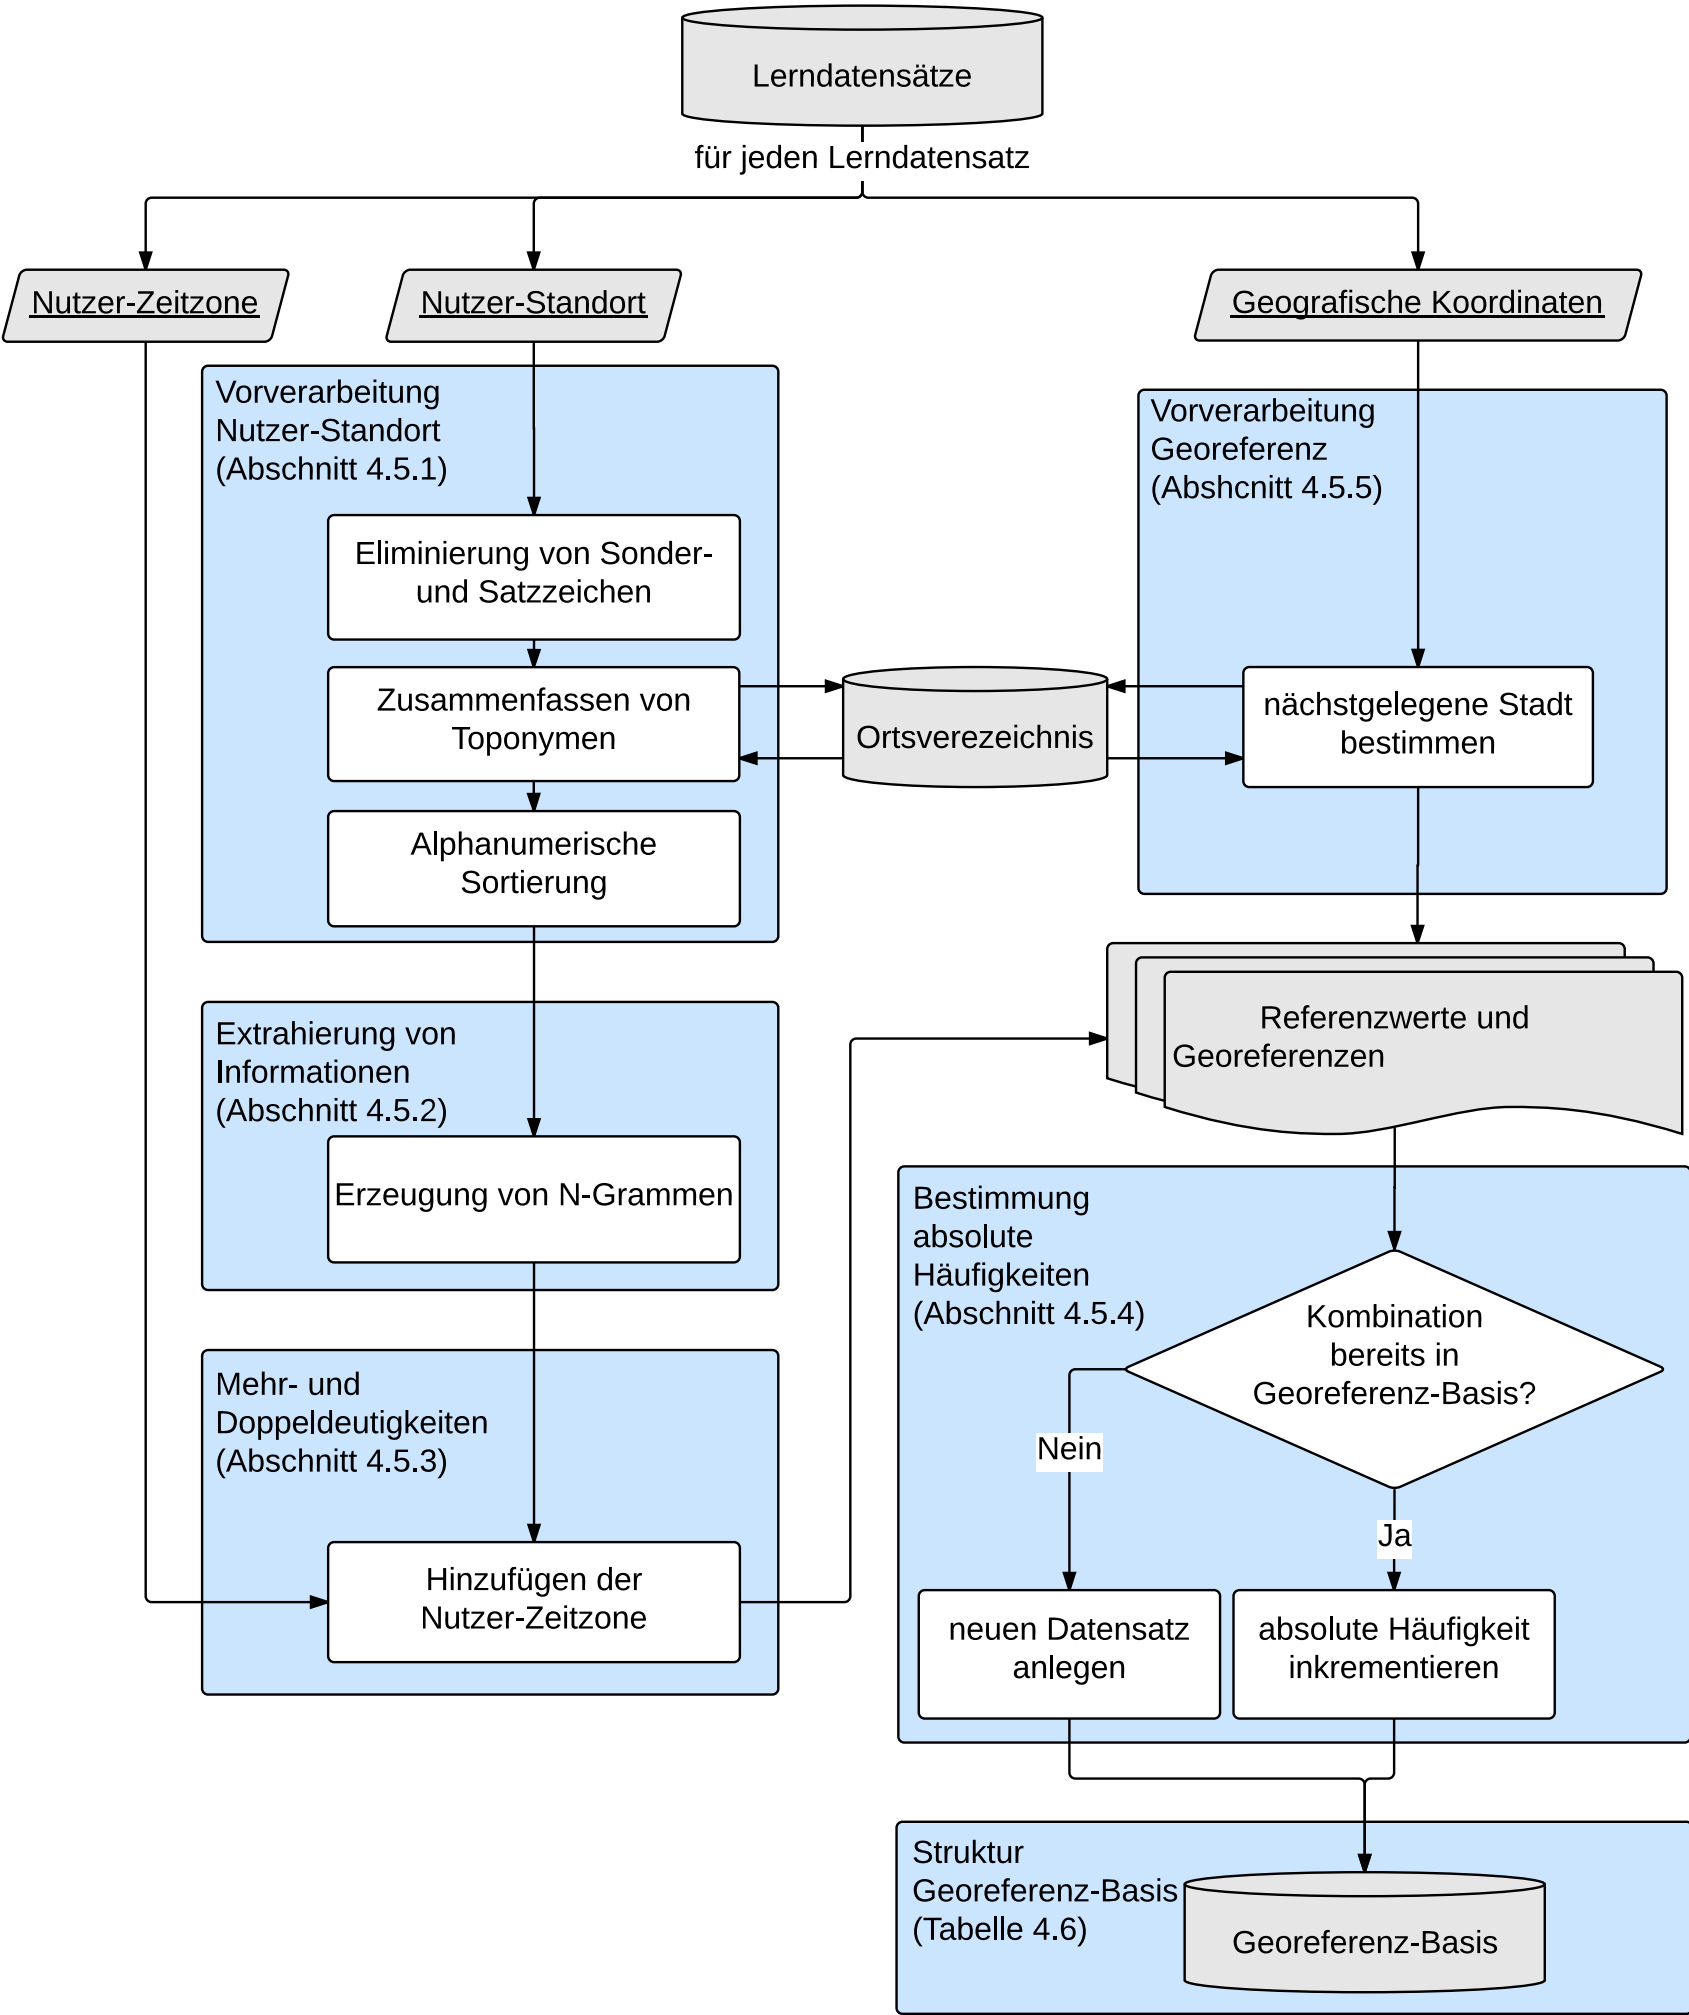 Lerndatensätze
für jeden Lerndatensatz
Nutzer-Zeitzone
Nutzer-Standort
Geografische Koordinaten
Vorverarbeitung
Nutzer-Standort
(Abschnitt 4.5.1)
Eliminierung von Sonder-
und Satzzeichen
Zusammenfassen von
Toponymen
Alphanumerische
Sortierung
Ortsverezeichnis
Vorverarbeitung
Georeferenz
(Abshcnitt 4.5.5)
nächstgelegene Stadt
bestimmen
Extrahierung von
Informationen
(Abschnitt 4.5.2)
Erzeugung von N-Grammen
Mehr- und
Doppeldeutigkeiten
(Abschnitt 4.5.3)
Hinzufügen der
Nutzer-Zeitzone
Referenzwerte und
Georeferenzen
Bestimmung
absolute
Häufigkeiten
(Abschnitt 4.5.4)
Kombination
bereits in
Georeferenz-Basis?
Nein
Ja
neuen Datensatz
anlegen
absolute Häufigkeit
inkrementieren
Struktur
Georeferenz-Basis
(Tabelle 4.6)
Georeferenz-Basis